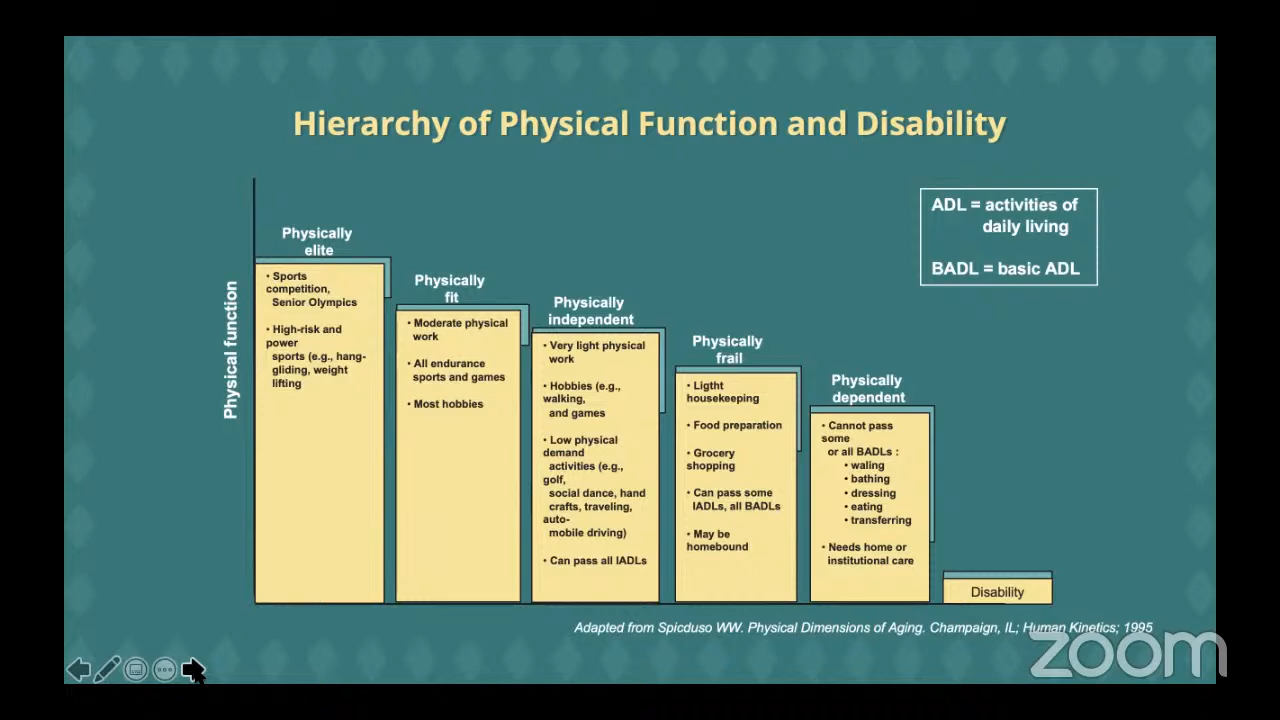 Hierarchy of Physical Function and Disability
ADL = activities of
daily living
BADL = basic ADL
Physical function
Physically
elite
• Sports
competition,
Senior Olympics
• High-risk and
power
sports (e.g., hang-
gliding, weight
lifting
Physically
fit
• Moderate physical
work
• All endurance
sports and games
• Most hobbies
Physically
independent
• Very light physical
work
• Hobbies (e.g.,
walking,
and games
• Low physical
demand
activities (e.g.,
golf,
social dance, hand
crafts, traveling,
auto-
mobile driving)
• Can pass all IADLs
Physically
frail
• Ligtht
housekeeping
• Food preparation
• Grocery
shopping
• Can pass some
IADLs, all BADLs
• May be
homebound
Physically
dependent
• Cannot pass
some
or all BADLs :
• waling
• bathing
• dressing
• eating
• transferring
• Needs home or
institutional care
Disability
Adapted from Spicduso WW. Physical Dimensions of Aging. Champaign, IL; Human Kinetics; 1995
zoom